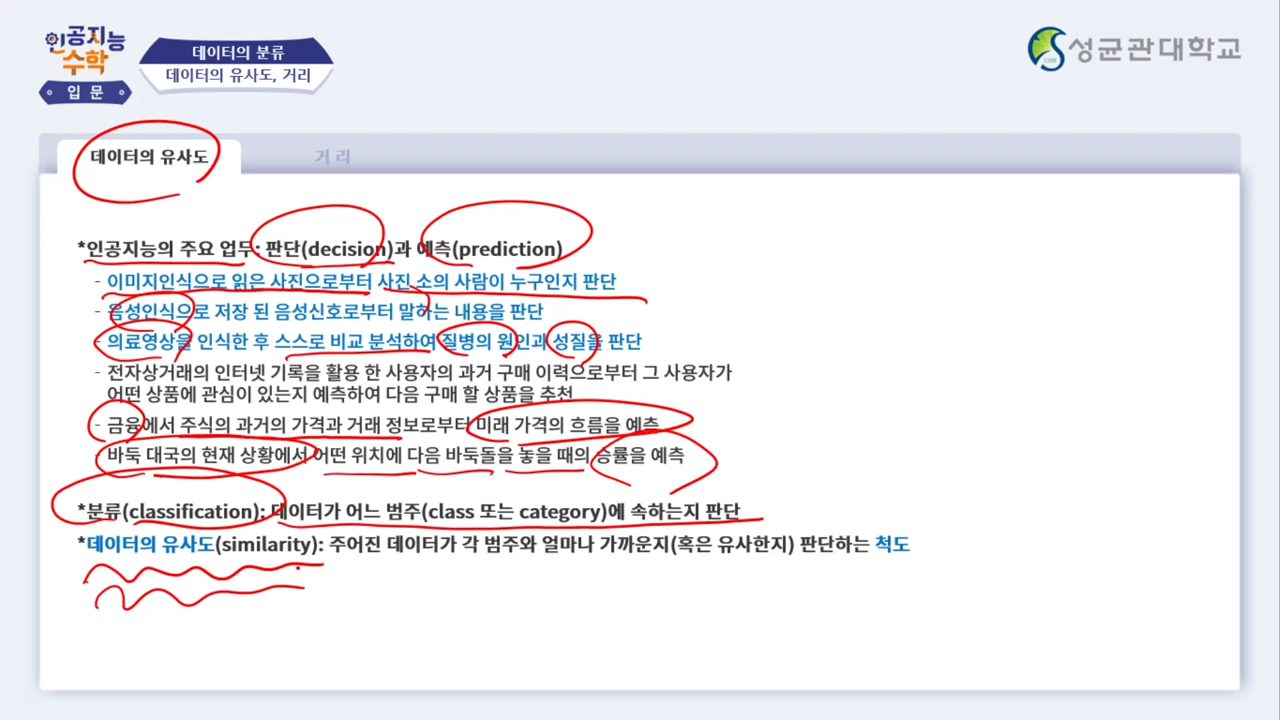 인공지능
수학
입문
데이터의 분류
데이터의 유사도, 거리
성균관대학교
데이터의 유사도
거리
*인공지능의 주요 업무: 판단(decision)과 예측(prediction)
- 이미지인식으로 읽은 사진으로부터 사진 소의 사람이 누구인지 판단
- 음성인식으로 저장 된 음성신호로부터 말하는 내용을 판단
- 의료영상을 인식한 후 스스로 비교 분석하여 질병의 원인과 성질을 판단
- 전자상거래의 인터넷 기록을 활용 한 사용자의 과거 구매 이력으로부터 그 사용자가
어떤 상품에 관심이 있는지 예측하여 다음 구매 할 상품을 추천
- 금융에서 주식의 과거의 가격과 거래 정보로부터 미래 가격의 흐름을 예측
- 바둑 대국의 현재 상황에서 어떤 위치에 다음 바둑돌을 놓을 때의 승률을 예측
*분류(classification): 데이터가 어느 범주(class 또는 category)에 속하는지 판단
*데이터의 유사도(similarity): 주어진 데이터가 각 범주와 얼마나 가까운지(혹은 유사한지) 판단하는 척도